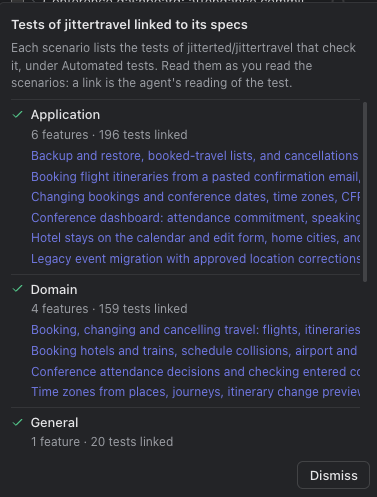 Tests of jittertravel linked to its specs
Each scenario lists the tests of jitterted/jittertravel that check
it, under Automated tests. Read them as you read the
scenarios: a link is the agent's reading of the test.
Application
6 features · 196 tests linked
Backup and restore, booked-travel lists, and cancellations
Booking flight itineraries from a pasted confirmation email,
Changing bookings and conference dates, time zones,
Conference dashboard: attendance commitment, speaking
Hotel stays on the calendar and edit form, home cities,
Legacy event migration with approved location corrections
Domain
4 features · 159 tests linked
Booking, changing and cancelling travel: flights, itineraries
Booking hotels and trains, schedule collisions, airport and
Conference attendance decisions and checking entered
Time zones from places, journeys, itinerary change
General
1 feature · 20 tests linked
Dismiss